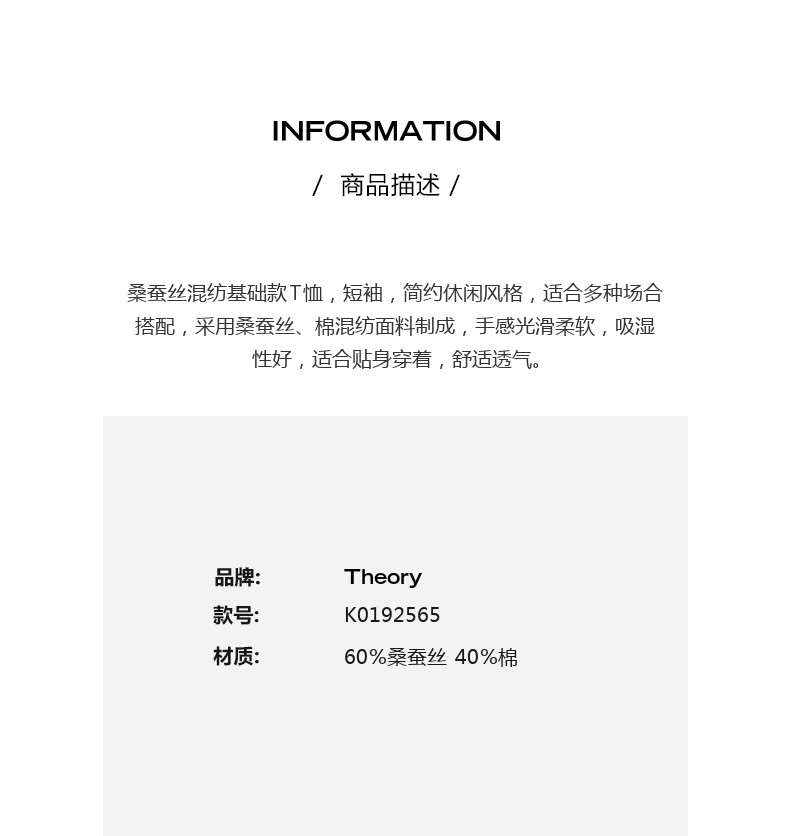 INFORMATION
/ 商品描述 /
桑蚕丝混纺基础款T恤，短袖，简约休闲风格，适合多种场合
搭配，采用桑蚕丝、棉混纺面料制成，手感光滑柔软，吸湿
性好，适合贴身穿着，舒适透气。
品牌: Theory
款号: K0192565
材质: 60%桑蚕丝 40%棉